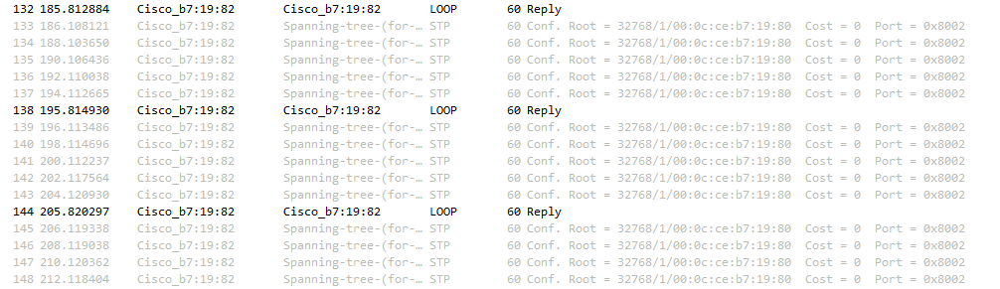 132 185.812884 Cisco_b7:19:82 Cisco_b7:19:82 LOOP 60 Reply
133 186.108121 Cisco_b7:19:82 Spanning-tree-(for-… STP 60 Conf. Root = 32768/1/00:0c:ce:b7:19:80 Cost = 0 Port = 0x8002
134 188.103650 Cisco_b7:19:82 Spanning-tree-(for-… STP 60 Conf. Root = 32768/1/00:0c:ce:b7:19:80 Cost = 0 Port = 0x8002
135 190.106436 Cisco_b7:19:82 Spanning-tree-(for-… STP 60 Conf. Root = 32768/1/00:0c:ce:b7:19:80 Cost = 0 Port = 0x8002
136 192.110038 Cisco_b7:19:82 Spanning-tree-(for-… STP 60 Conf. Root = 32768/1/00:0c:ce:b7:19:80 Cost = 0 Port = 0x8002
137 194.112665 Cisco_b7:19:82 Spanning-tree-(for-… STP 60 Conf. Root = 32768/1/00:0c:ce:b7:19:80 Cost = 0 Port = 0x8002
138 195.814930 Cisco_b7:19:82 Cisco_b7:19:82 LOOP 60 Reply
139 196.113486 Cisco_b7:19:82 Spanning-tree-(for-… STP 60 Conf. Root = 32768/1/00:0c:ce:b7:19:80 Cost = 0 Port = 0x8002
140 198.114696 Cisco_b7:19:82 Spanning-tree-(for-… STP 60 Conf. Root = 32768/1/00:0c:ce:b7:19:80 Cost = 0 Port = 0x8002
141 200.112237 Cisco_b7:19:82 Spanning-tree-(for-… STP 60 Conf. Root = 32768/1/00:0c:ce:b7:19:80 Cost = 0 Port = 0x8002
142 202.117564 Cisco_b7:19:82 Spanning-tree-(for-… STP 60 Conf. Root = 32768/1/00:0c:ce:b7:19:80 Cost = 0 Port = 0x8002
143 204.120930 Cisco_b7:19:82 Spanning-tree-(for-… STP 60 Conf. Root = 32768/1/00:0c:ce:b7:19:80 Cost = 0 Port = 0x8002
144 205.820297 Cisco_b7:19:82 Cisco_b7:19:82 LOOP 60 Reply
145 206.119338 Cisco_b7:19:82 Spanning-tree-(for-… STP 60 Conf. Root = 32768/1/00:0c:ce:b7:19:80 Cost = 0 Port = 0x8002
146 208.119038 Cisco_b7:19:82 Spanning-tree-(for-… STP 60 Conf. Root = 32768/1/00:0c:ce:b7:19:80 Cost = 0 Port = 0x8002
147 210.120362 Cisco_b7:19:82 Spanning-tree-(for-… STP 60 Conf. Root = 32768/1/00:0c:ce:b7:19:80 Cost = 0 Port = 0x8002
148 212.118404 Cisco_b7:19:82 Spanning-tree-(for-… STP 60 Conf. Root = 32768/1/00:0c:ce:b7:19:80 Cost = 0 Port = 0x8002